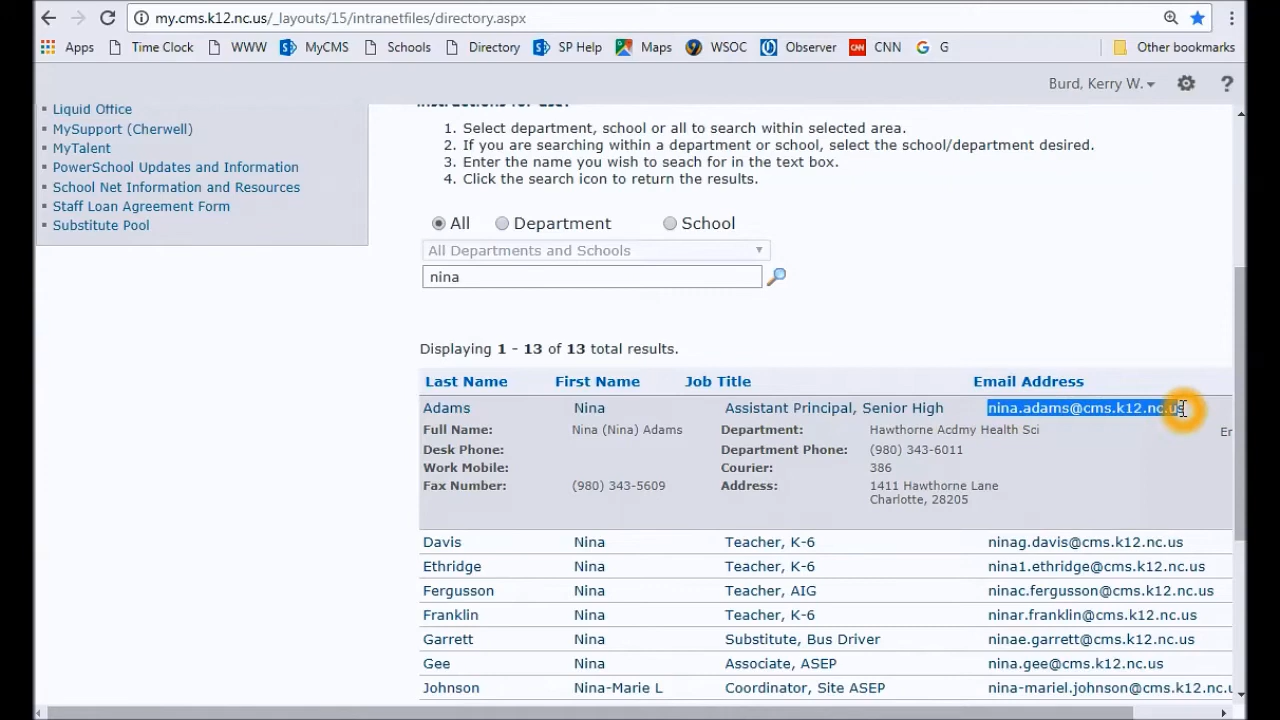 my.cms.k12.nc.us/_layouts/15/intranetfiles/directory.aspx
Apps Time Clock WWW MyCMS Schools Directory SP Help Maps WSOC Observer CNN G Other bookmarks
Burd, Kerry W.
Liquid Office
MySupport (Cherwell)
MyTalent
PowerSchool Updates and Information
School Net Information and Resources
Staff Loan Agreement Form
Substitute Pool
Instructions for use:
1. Select department, school or all to search within selected area.
2. If you are searching within a department or school, select the school/department desired.
3. Enter the name you wish to seach for in the text box.
4. Click the search icon to return the results.
All Department School
All Departments and Schools
nina
Displaying 1 - 13 of 13 total results.
Last Name First Name Job Title Email Address
Adams Nina Assistant Principal, Senior High nina.adams@cms.k12.nc.us
Full Name: Nina (Nina) Adams Department: Hawthorne Acdmy Health Sci Er
Desk Phone: Department Phone: (980) 343-6011
Work Mobile: Courier: 386
Fax Number: (980) 343-5609 Address: 1411 Hawthorne Lane
Charlotte, 28205
Davis Nina Teacher, K-6 ninag.davis@cms.k12.nc.us
Ethridge Nina Teacher, K-6 nina1.ethridge@cms.k12.nc.us
Fergusson Nina Teacher, AIG ninac.fergusson@cms.k12.nc.us
Franklin Nina Teacher, K-6 ninar.franklin@cms.k12.nc.us
Garrett Nina Substitute, Bus Driver ninae.garrett@cms.k12.nc.us
Gee Nina Associate, ASEP nina.gee@cms.k12.nc.us
Johnson Nina-Marie L Coordinator, Site ASEP nina-mariel.johnson@cms.k12.nc.u